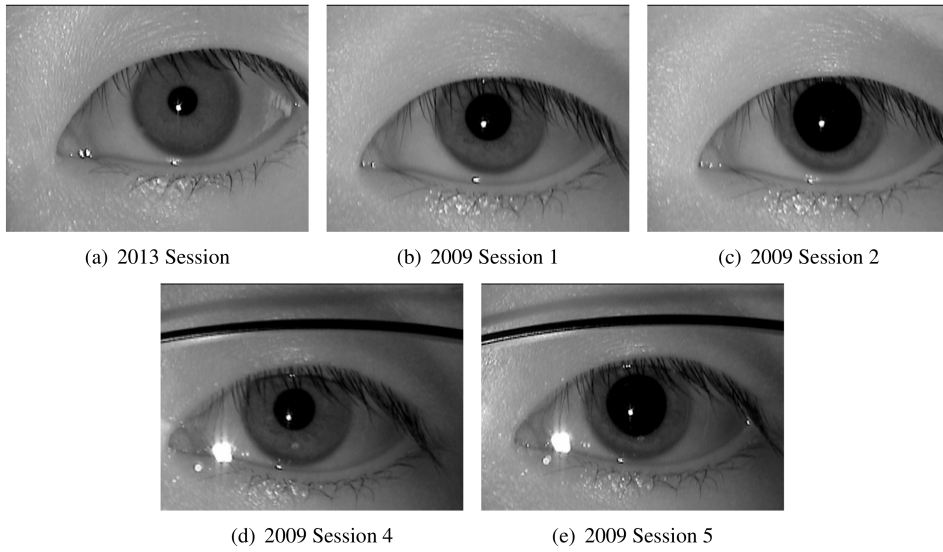 (a) 2013 Session
(b) 2009 Session 1
(c) 2009 Session 2
(d) 2009 Session 4
(e) 2009 Session 5